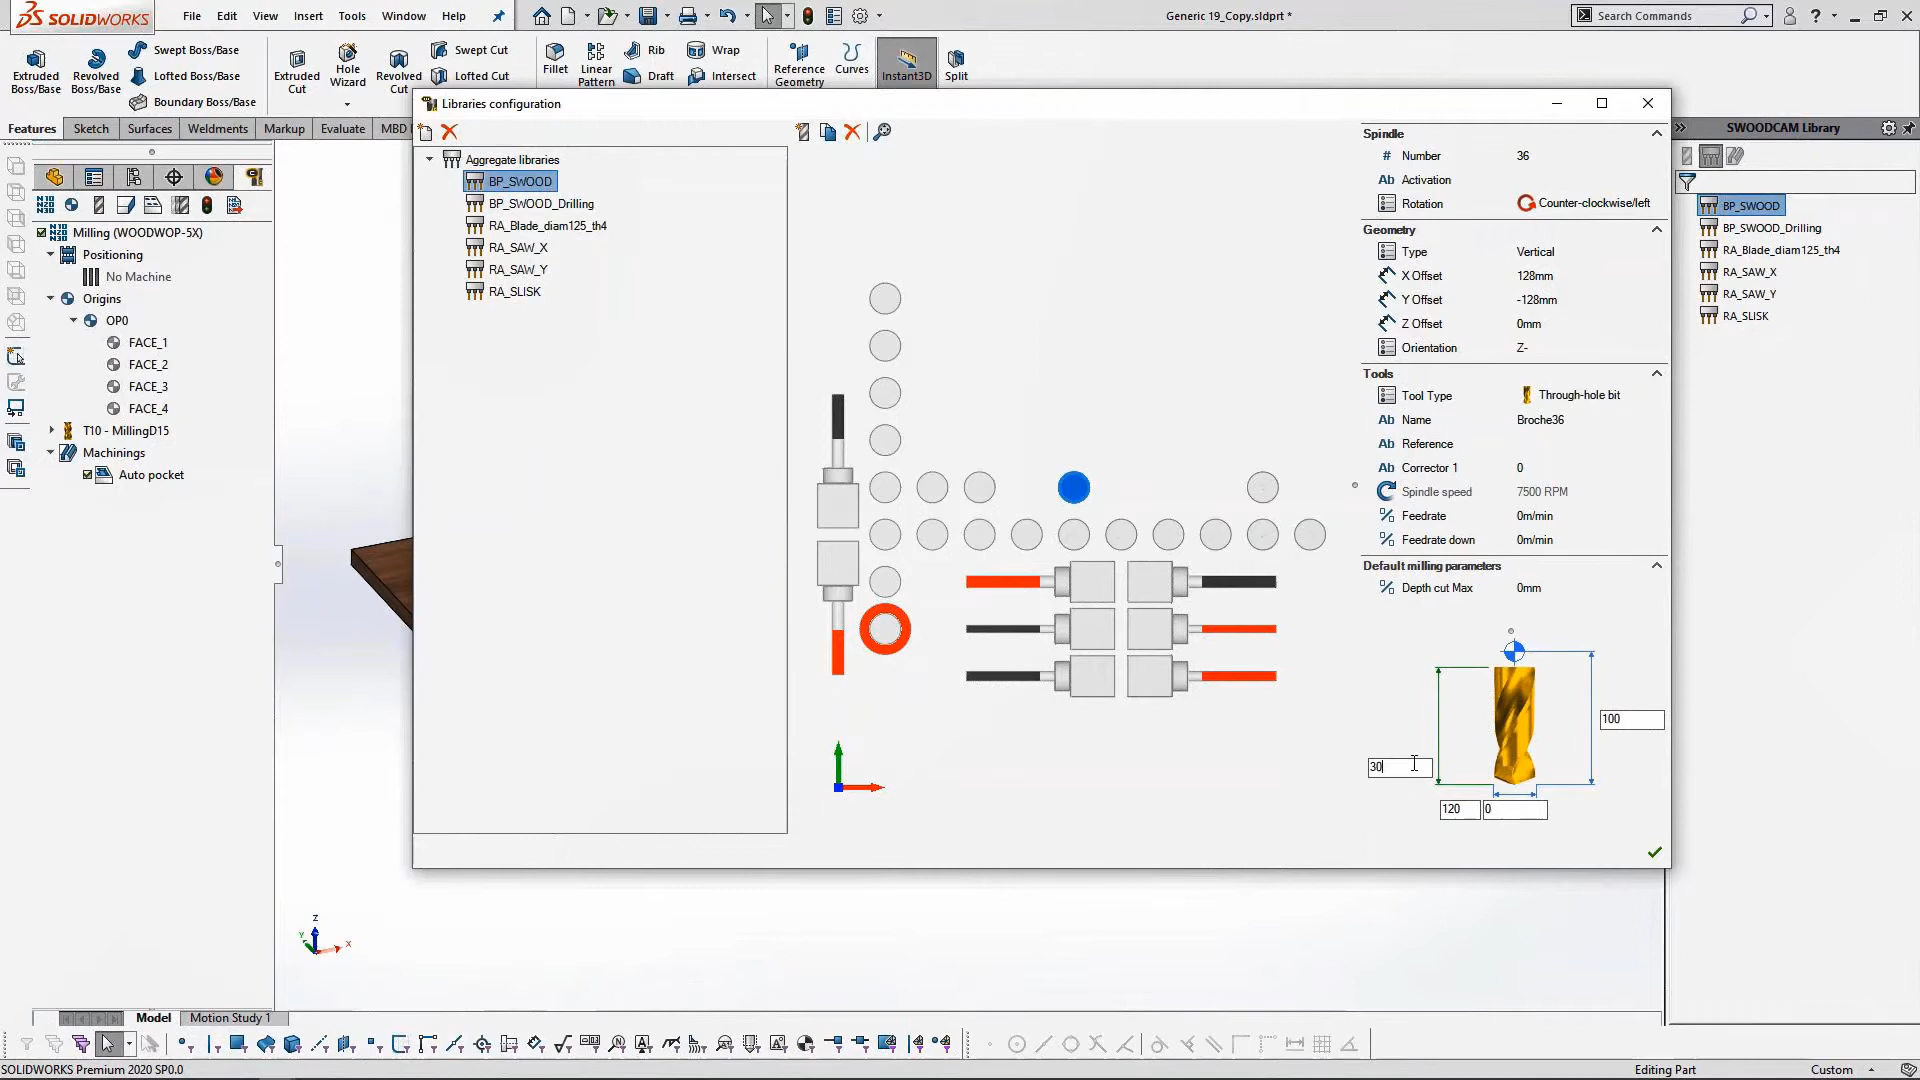 SOLIDWORKS
File Edit View Insert Tools Window Help
Generic 19_Copy.sldprt *
Search Commands
Extruded Boss/Base
Revolved Boss/Base
Swept Boss/Base
Lofted Boss/Base
Boundary Boss/Base
Extruded Cut
Hole Wizard
Revolved Cut
Swept Cut
Lofted Cut
Fillet
Linear Pattern
Rib
Draft
Wrap
Intersect
Reference Geometry
Curves
Instant3D
Split
Features Sketch Surfaces Weldments Markup Evaluate MBD
Milling (WOODWOP-5X)
Positioning
No Machine
Origins
OP0
FACE_1
FACE_2
FACE_3
FACE_4
T10 - MillingD15
Machinings
Auto pocket
Libraries configuration
Aggregate libraries
BP_SWOOD
BP_SWOOD_Drilling
RA_Blade_diam125_th4
RA_SAW_X
RA_SAW_Y
RA_SLISK
Spindle
# Number 36
Ab Activation
Rotation Counter-clockwise/left
Geometry
Type Vertical
X Offset 128mm
Y Offset -128mm
Z Offset 0mm
Orientation Z-
Tools
Tool Type Through-hole bit
Ab Name Broche36
Ab Reference
Ab Corrector 1 0
Spindle speed 7500 RPM
% Feedrate 0m/min
% Feedrate down 0m/min
Default milling parameters
% Depth cut Max 0mm
100
30
120 0
SWOODCAM Library
BP_SWOOD
BP_SWOOD_Drilling
RA_Blade_diam125_th4
RA_SAW_X
RA_SAW_Y
RA_SLISK
Z
Y
X
Model Motion Study 1
SOLIDWORKS Premium 2020 SP0.0
Editing Part
Custom